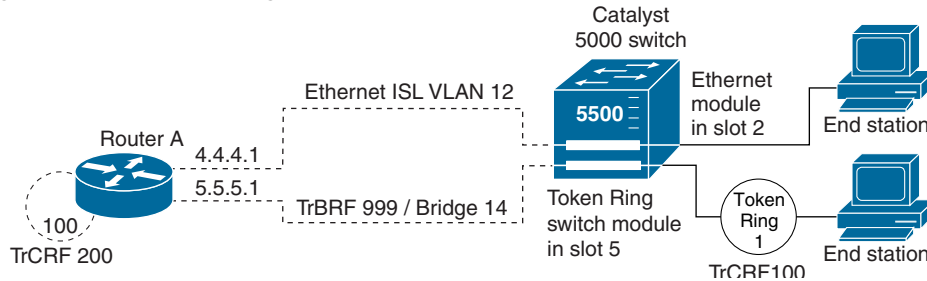 Catalyst
5000 switch
Ethernet ISL VLAN 12
Ethernet
module
in slot 2
5500
End station
Router A
4.4.4.1
5.5.5.1
TrBRF 999 / Bridge 14
Token Ring
switch module
in slot 5
Token
Ring
1
100
TrCRF 200
End station
TrCRF100